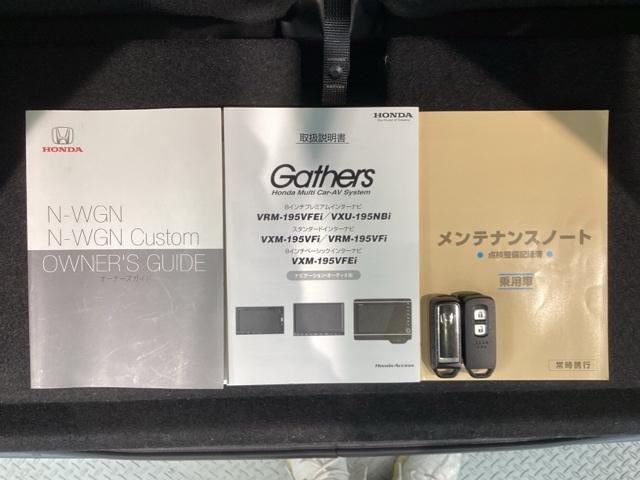 HONDA
N-WGN
N-WGN Custom
OWNER'S GUIDE
オーナーズガイド
HONDA
The Power of Dreams
取扱説明書
Gathers
Honda Multi Car-AV System
8インチプレミアムインターナビ
VRM-195VFEi/VXU-195NBi
スタンダードインターナビ
VXM-195VFi/VRM-195VFi
8インチベーシックインターナビ
VXM-195VFEi
ナビゲーション・オーディオ編
Honda Access
メンテナンスノート
点検整備記録簿
乗用車
常時携行